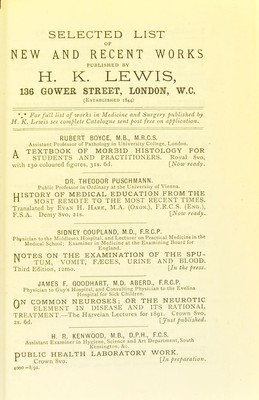 SELECTED LIST
OF
NEW AND RECENT WORKS
PUBLISHED BY
H. K. LEWIS,
136 GOWER STREET, LONDON, W.C.
(ESTABLISHED 1844)
*** For full list of works in Medicine and Surgery published by
H. K. Lewis see complete Catalogue sent post free on application.
RUBERT BOYCE, M.B., M.R.C.S.
Assistant Professor of Pathology in University College, London.
A TEXTBOOK OF MORBID HISTOLOGY FOR
STUDENTS AND PRACTITIONERS. Royal 8vo,
with 130 coloured figures, 31s. 6d. [Now ready.
DR. THEODOR PUSCHMANN.
Public Professor in Ordinary at the University of Vienna
HISTORY OF MEDICAL EDUCATION FROM THE
MOST REMOTE TO THE MOST RECENT TIMES.
Translated by EVAN H. HARE, M.A. (OXON.), F.R.C.S. (ENG.),
F.S.A. Demy 8vo, 21s. [Now ready.
SIDNEY COUPLAND, M.D., F.R.C.P.
Physician to the Middlesex Hospital, and Lecturer on Practical Medicine in the
Medical School; Examiner in Medicine at the Examining Board for
England.
NOTES ON THE EXAMINATION OF THE SPU-
TUM, VOMIT, FÆCES, URINE AND BLOOD.
Third Edition, 12mo. [In the press.
JAMES F. GOODHART, M.D. ABERD., F.R.C.P.
Physician to Guy's Hospital, and Consulting Physician to the Evelina
Hospital for Sick Children.
ON COMMON NEUROSES; OR THE NEUROTIC
ELEMENT IN DISEASE AND ITS RATIONAL
TREATMENT.—The Harveian Lectures for 1891. Crown 8vo,
2s. 6d. [Just published.
H. R. KENWOOD, M.B., D.P.H., F.C.S.
Assistant Examiner in Hygiene, Science and Art Department, South
Kensington, &c.
PUBLIC HEALTH LABORATORY WORK.
Crown 8vo. [In preparation.
4000—8/92.